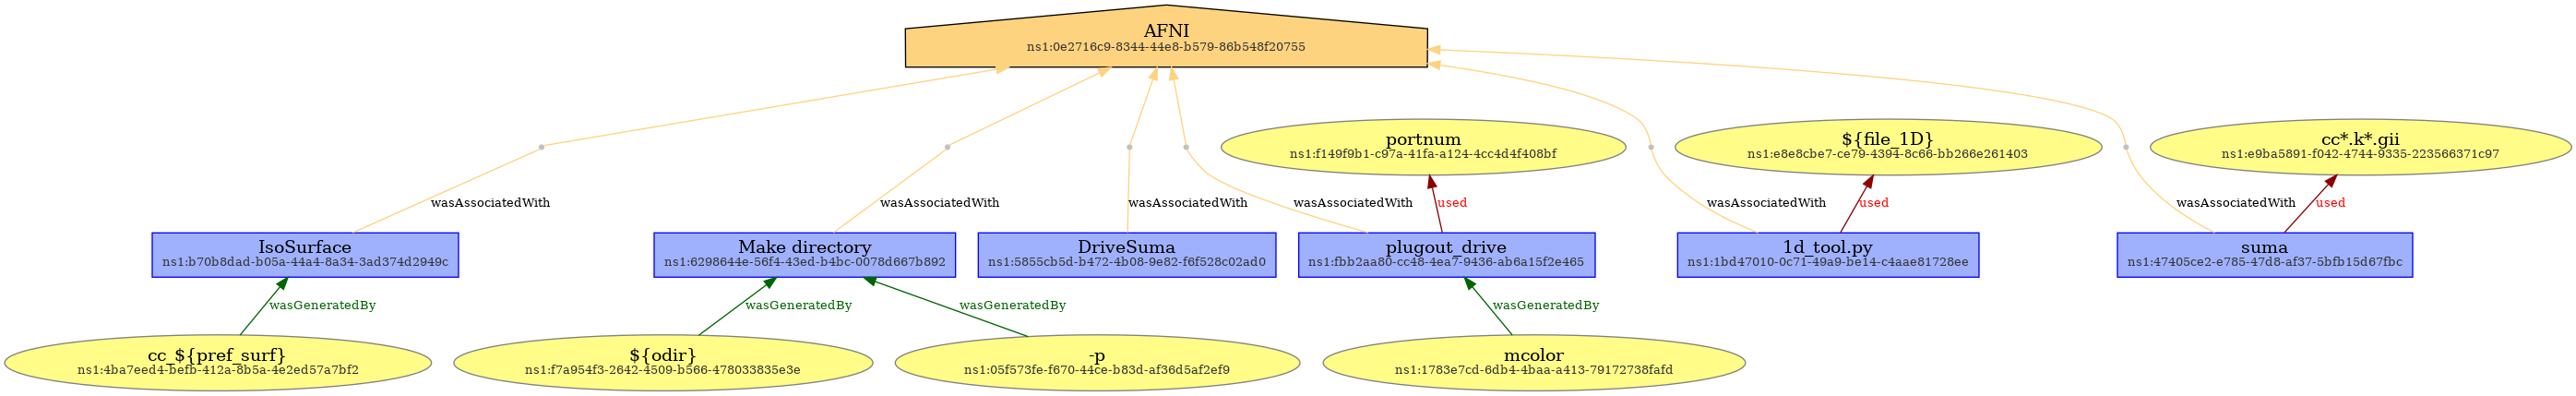 AFNI
ns1:0e2716c9-8344-44e8-b579-86b548f20755
portnum
ns1:f149f9b1-c97a-41fa-a124-4cc4d4f408bf
${file_1D}
ns1:e8e8cbe7-ce79-4394-8c66-bb266e261403
cc*.k*.gii
ns1:e9ba5891-f042-4744-9335-223566371c97
wasAssociatedWith
wasAssociatedWith
wasAssociatedWith
wasAssociatedWith
used
wasAssociatedWith
used
wasAssociatedWith
used
IsoSurface
ns1:b70b8dad-b05a-44a4-8a34-3ad374d2949c
Make directory
ns1:6298644e-56f4-43ed-b4bc-0078d667b892
DriveSuma
ns1:5855cb5d-b472-4b08-9e82-f6f528c02ad0
plugout_drive
ns1:fbb2aa80-cc48-4ea7-9436-ab6a15f2e465
1d_tool.py
ns1:1bd47010-0c71-49a9-be14-c4aae81728ee
suma
ns1:47405ce2-e785-47d8-af37-5bfb15d67fbc
wasGeneratedBy
wasGeneratedBy
wasGeneratedBy
wasGeneratedBy
cc_${pref_surf}
ns1:4ba7eed4-befb-412a-8b5a-4e2ed57a7bf2
${odir}
ns1:f7a954f3-2642-4509-b566-478033835e3e
-p
ns1:05f573fe-f670-44ce-b83d-af36d5af2ef9
mcolor
ns1:1783e7cd-6db4-4baa-a413-79172738fafd